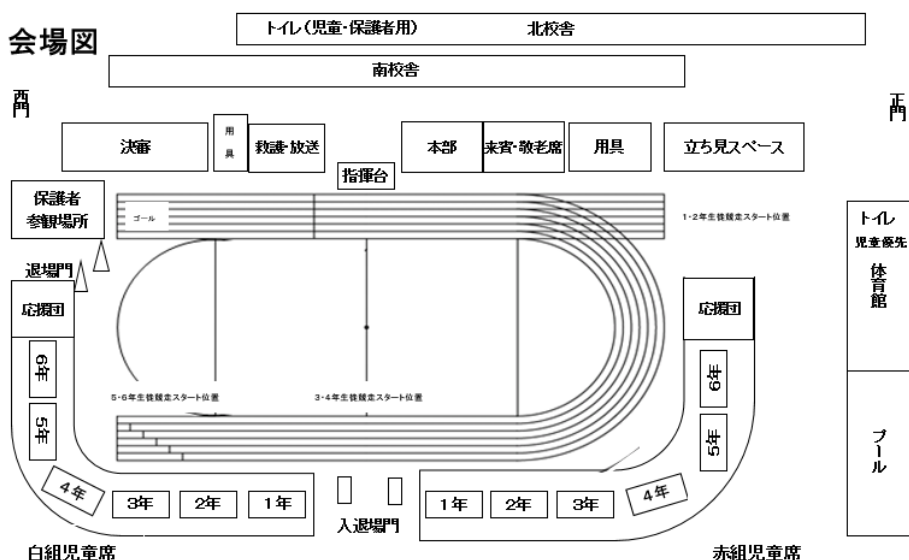 会場図
トイレ(児童・保護者用)
北校舎
南校舎
西門
正門
決審
用具
救護・放送
本部
来賓・敬老席
用具
立ち見スペース
指揮台
保護者
参観場所
ゴール
1・2年生徒競走スタート位置
トイレ
児童優先
体育館
退場門
応援団
応援団
6年
5年
4年
3年
2年
1年
5・6年生徒競走スタート位置
3・4年生徒競走スタート位置
6年
5年
4年
1年
2年
3年
プール
入退場門
白組児童席
赤組児童席